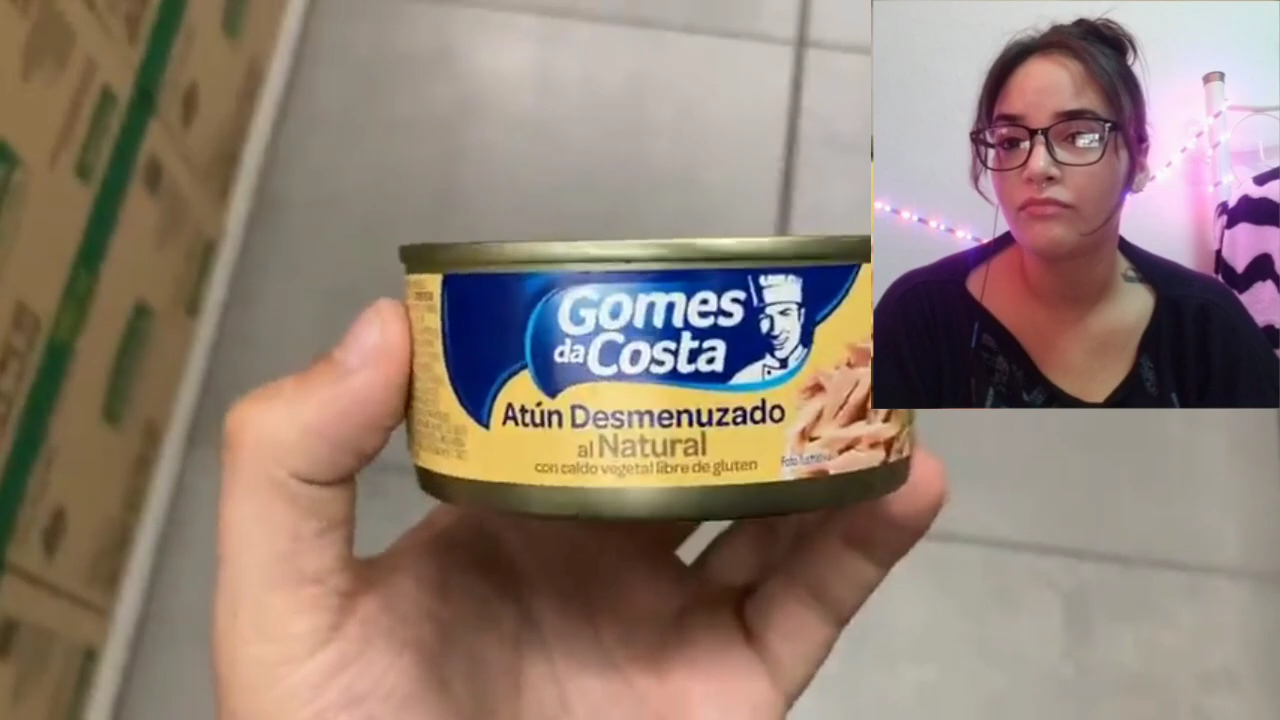 Gomes
da Costa
Atún Desmenuzado
al Natural
con caldo vegetal libre de gluten